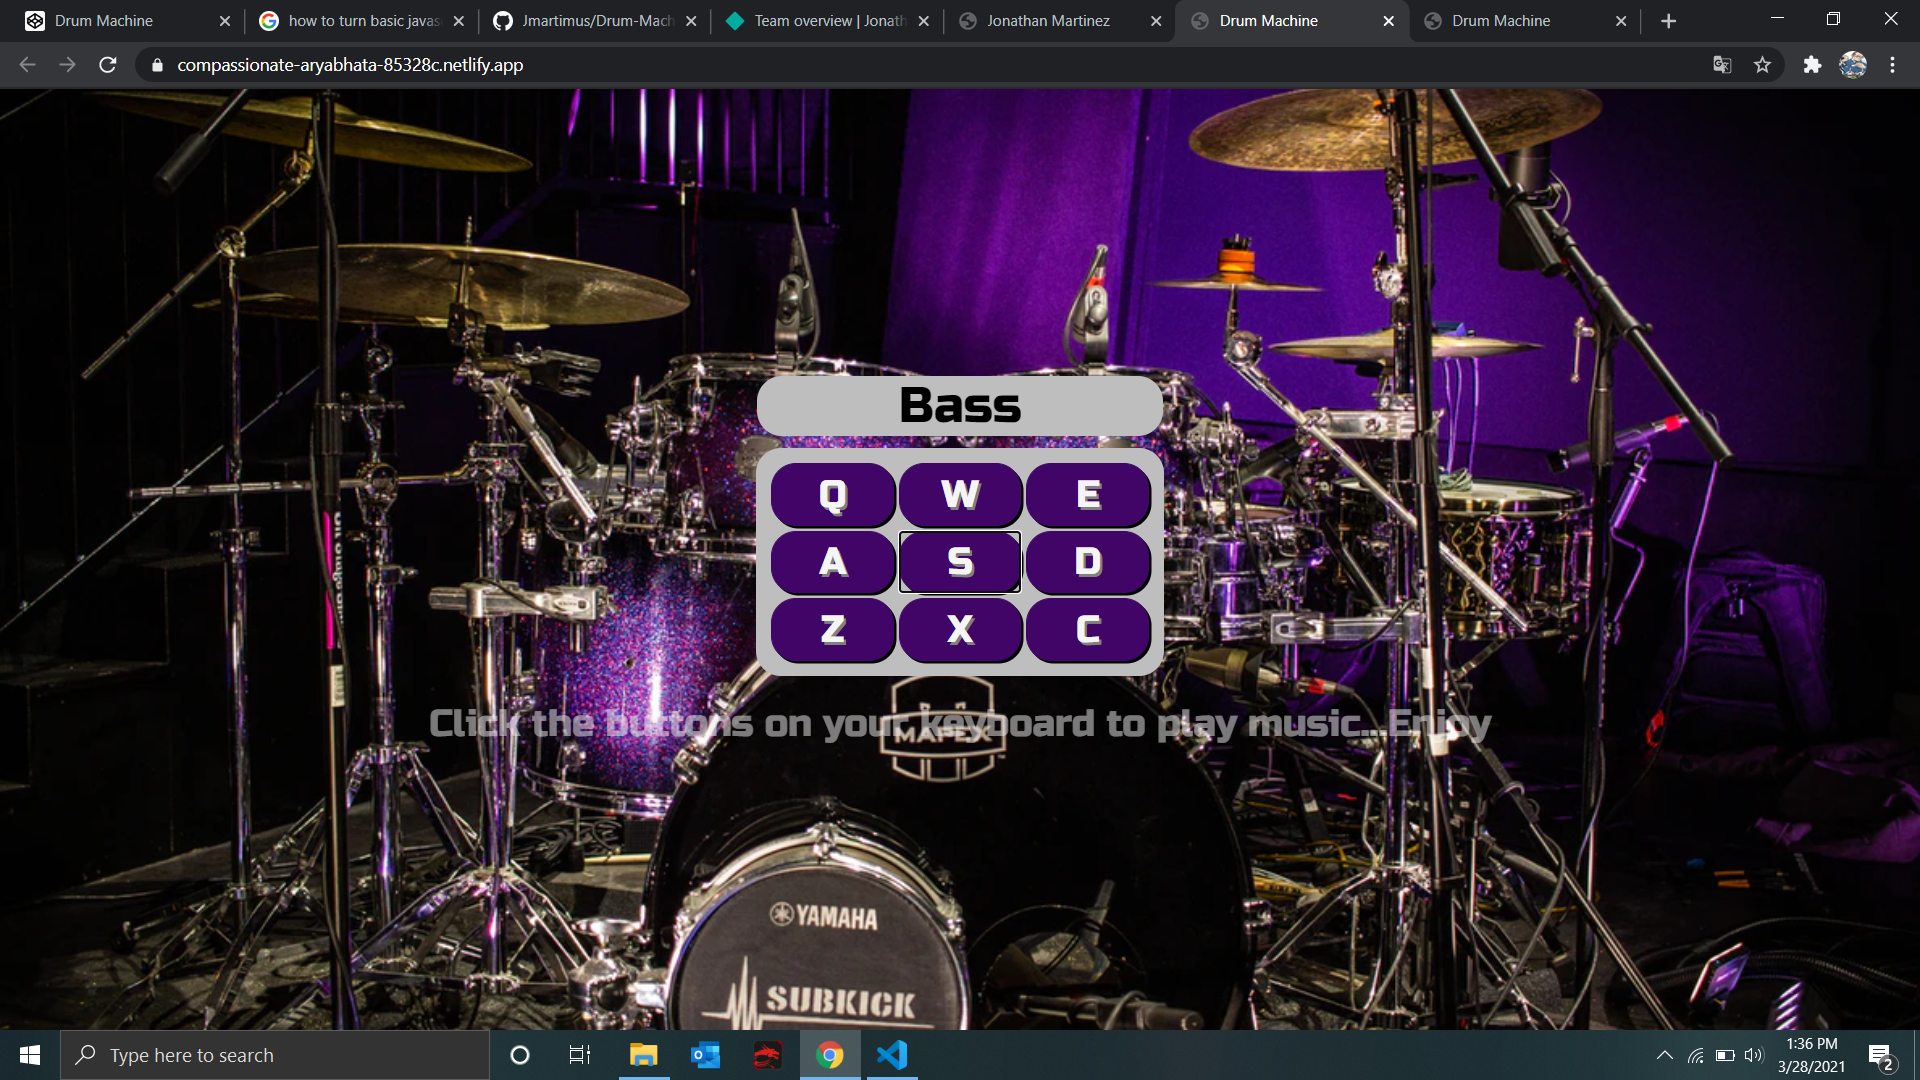 Drum Machine
how to turn basic javas
Jmartimus/Drum-Mach
Team overview | Jonath
Jonathan Martinez
Drum Machine
Drum Machine
compassionate-aryabhata-85328c.netlify.app
Bass
Q W E
A S D
Z X C
Click the buttons on your keyboard to play music...Enjoy
MAPEX
YAMAHA
SUBKICK
Type here to search
1:36 PM
3/28/2021
2